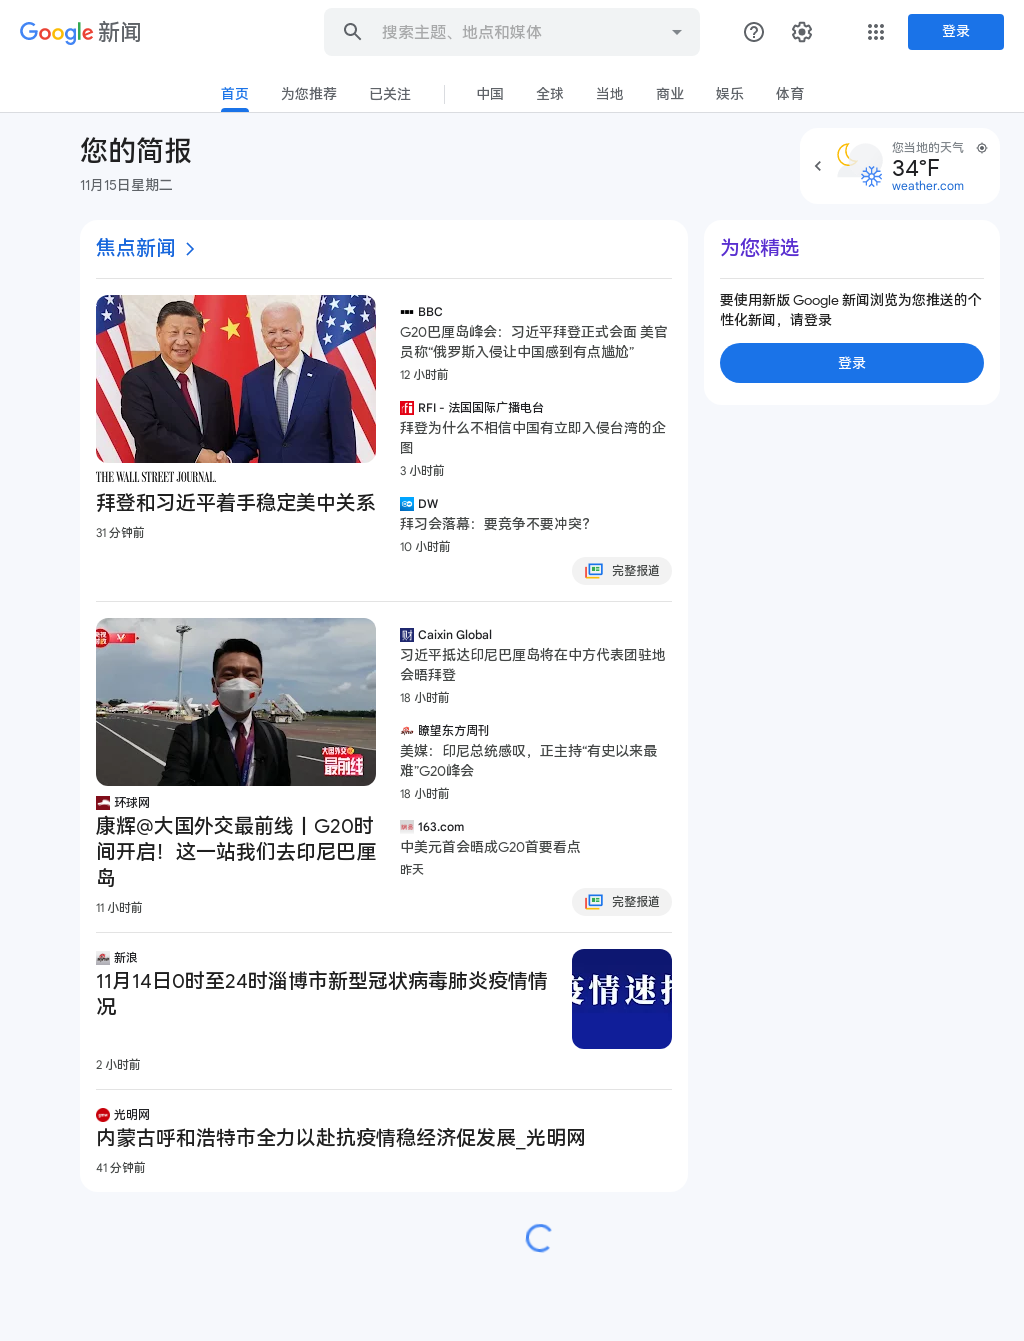 Google 新闻
搜索主题、地点和媒体
登录
首页 为您推荐 已关注 中国 全球 当地 商业 娱乐 体育
您的简报
11月15日星期二
您当地的天气
34°F
weather.com
焦点新闻
THE WALL STREET JOURNAL.
拜登和习近平着手稳定美中关系
31 分钟前
BBC
G20巴厘岛峰会：习近平拜登正式会面 美官
员称“俄罗斯入侵让中国感到有点尴尬”
12 小时前
RFI - 法国国际广播电台
拜登为什么不相信中国有立即入侵台湾的企
图
3 小时前
DW
拜习会落幕：要竞争不要冲突？
10 小时前
完整报道
大国外交
最前线
环球网
康辉@大国外交最前线丨G20时
间开启！这一站我们去印尼巴厘
岛
11 小时前
财 Caixin Global
习近平抵达印尼巴厘岛将在中方代表团驻地
会晤拜登
18 小时前
瞭望东方周刊
美媒：印尼总统感叹，正主持“有史以来最
难”G20峰会
18 小时前
163.com
中美元首会晤成G20首要看点
昨天
完整报道
新浪
11月14日0时至24时淄博市新型冠状病毒肺炎疫情情
况
2 小时前
疫情速报
光明网
内蒙古呼和浩特市全力以赴抗疫情稳经济促发展_光明网
41 分钟前
为您精选
要使用新版 Google 新闻浏览为您推送的个
性化新闻，请登录
登录